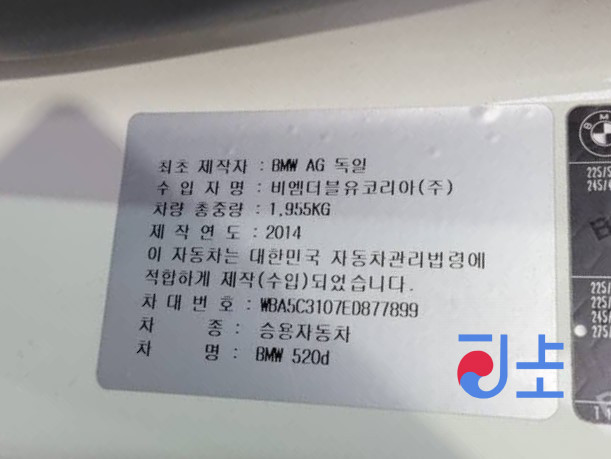 최초 제작자 : BMW AG 독일
수 입 자 명 : 비엠더블유코리아(주)
차량 총중량 : 1,955KG
제 작 연 도 : 2014
이 자동차는 대한민국 자동차관리법령에
적합하게 제작(수입)되었습니다.
차 대 번 호 : WBA5C3107ED877899
차 종 : 승용자동차
차 명 : BMW 520d